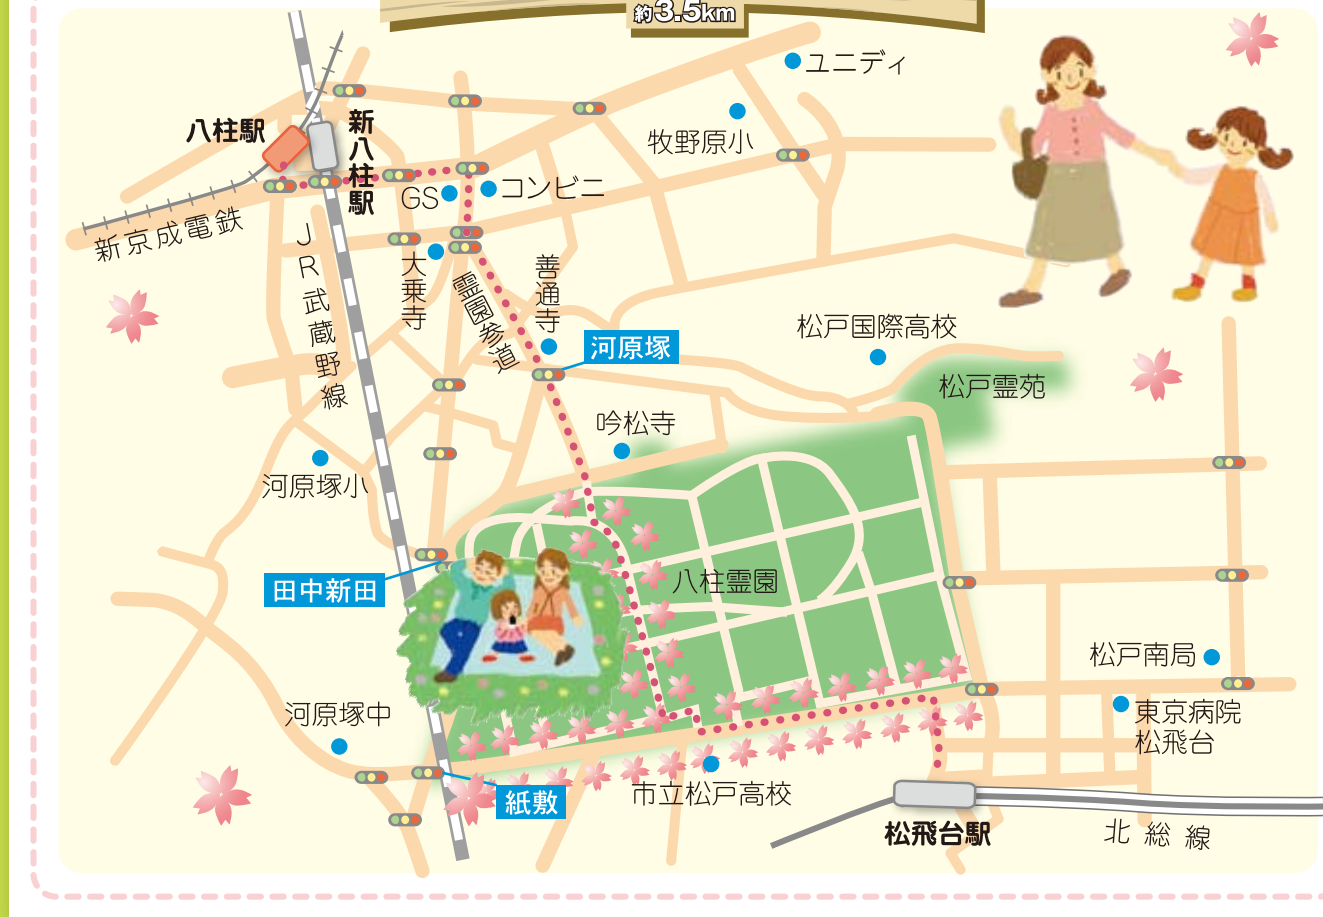 約3.5km
ユニディ
牧野原小
八柱駅
新八柱駅
GS
コンビニ
新京成電鉄
JR武蔵野線
大乗寺
霊園参道
善通寺
河原塚
松戸国際高校
松戸霊苑
吟松寺
河原塚小
田中新田
八柱霊園
松戸南局
東京病院
松飛台
河原塚中
紙敷
市立松戸高校
松飛台駅
北総線